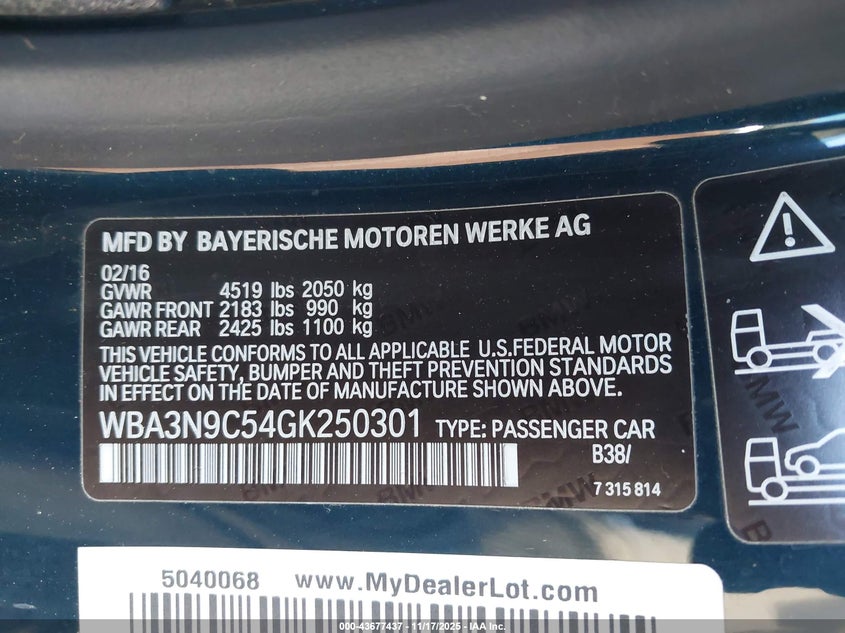 MFD BY BAYERISCHE MOTOREN WERKE AG
02/16
GVWR 4519 lbs 2050 kg
GAWR FRONT 2183 lbs 990 kg
GAWR REAR 2425 lbs 1100 kg
THIS VEHICLE CONFORMS TO ALL APPLICABLE U.S.FEDERAL MOTOR
VEHICLE SAFETY, BUMPER AND THEFT PREVENTION STANDARDS
IN EFFECT ON THE DATE OF MANUFACTURE SHOWN ABOVE.
WBA3N9C54GK250301 TYPE: PASSENGER CAR
B38/
7 315 814
5040068 www.MyDealerLot.com
000-43677437 - 11/17/2025 - IAA Inc.